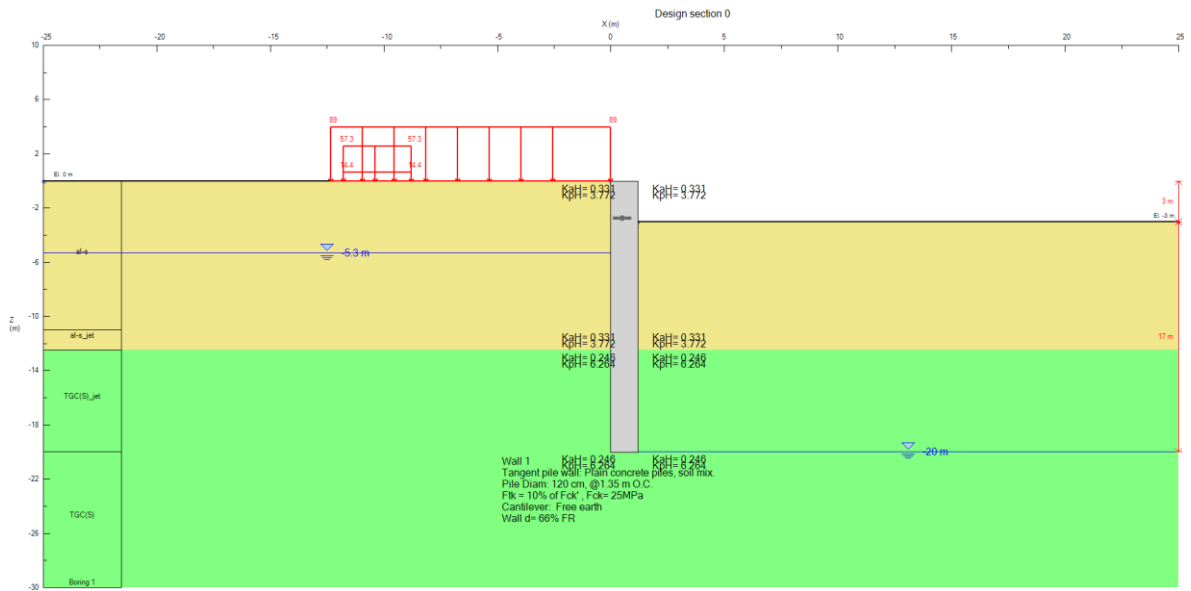 Design section 0
X (m)
-25 -20 -15 -10 -5 0 5 10 15 20 25
10
6
2
-2
-6
-10
-14
-18
-22
-26
-30
Z
(m)
89 89
57.3 57.3
14.4 14.4
El. 0 m
KaH= 0.331 KaH= 0.331
KpH= 3.772 KpH= 3.772
3 m
El. -3 m
al-s
-5.3 m
al-s_jet
KaH= 0.331 KaH= 0.331
KpH= 3.772 KpH= 3.772
17 m
KaH= 0.246 KaH= 0.246
KpH= 6.264 KpH= 6.264
TGC(S)_jet
-20 m
KaH= 0.246 KaH= 0.246
KpH= 6.264 KpH= 6.264
Wall 1
Tangent pile wall: Plain concrete piles, soil mix.
Pile Diam: 120 cm, @1.35 m O.C.
Ftk = 10% of Fck' , Fck= 25MPa
Cantilever: Free earth
Wall d= 66% FR
TGC(S)
Boring 1